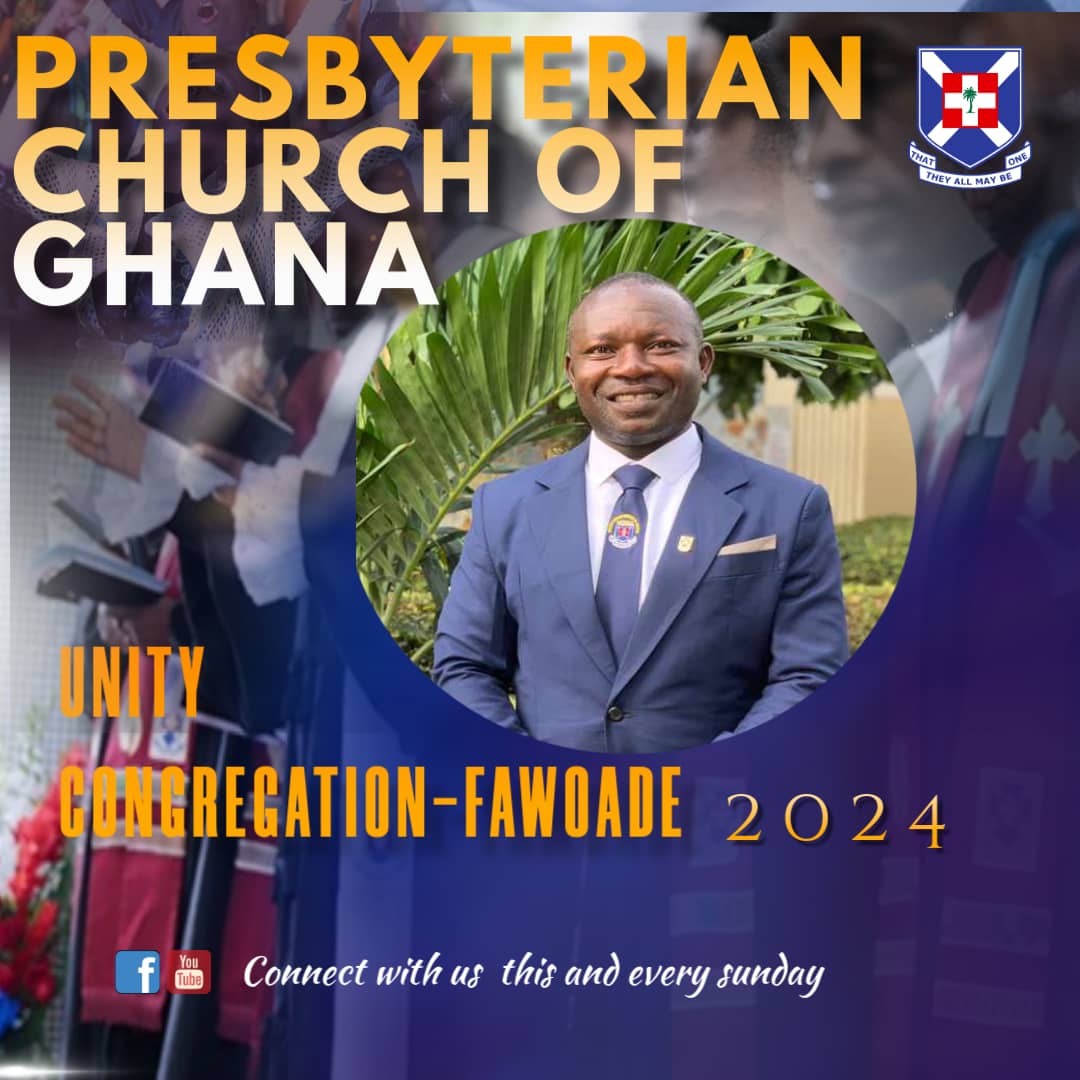 PRESBYTERIAN
CHURCH OF
GHANA
THAT THEY ALL MAY BE ONE
UNITY
CONGREGATION-FAWOADE 2024
f You Tube Connect with us this and every sunday